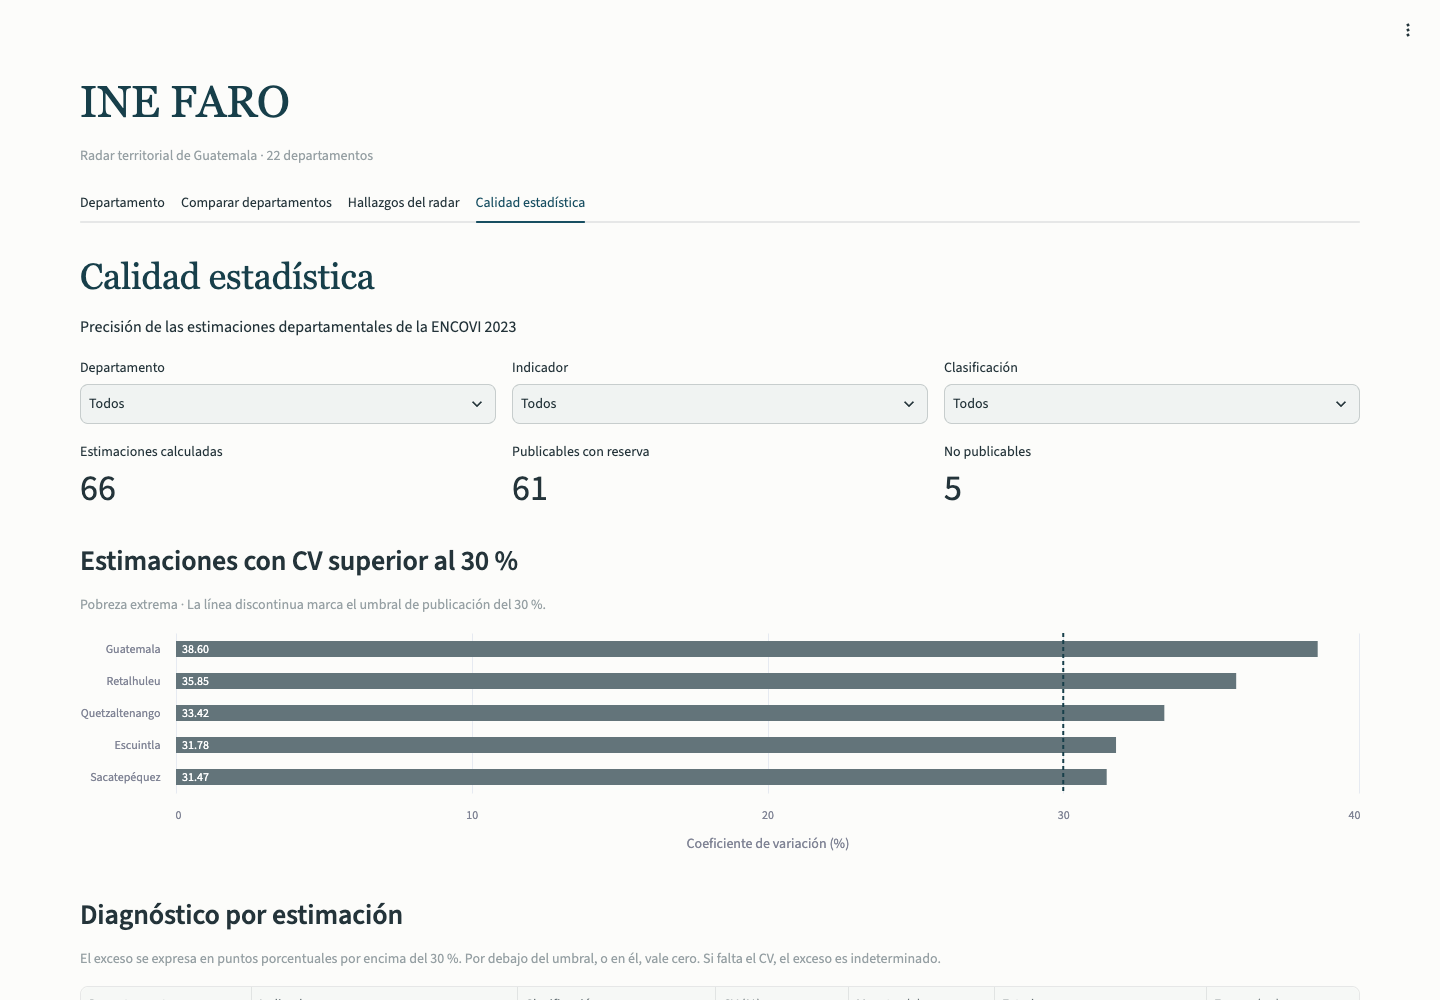 INE FARO
Radar territorial de Guatemala · 22 departamentos
Departamento Comparar departamentos Hallazgos del radar Calidad estadística
Calidad estadística
Precisión de las estimaciones departamentales de la ENCOVI 2023
Departamento Indicador Clasificación
Todos Todos Todos
Estimaciones calculadas Publicables con reserva No publicables
66 61 5
Estimaciones con CV superior al 30 %
Pobreza extrema · La línea discontinua marca el umbral de publicación del 30 %.
Guatemala 38.60
Retalhuleu 35.85
Quetzaltenango 33.42
Escuintla 31.78
Sacatepéquez 31.47
0 10 20 30 40
Coeficiente de variación (%)
Diagnóstico por estimación
El exceso se expresa en puntos porcentuales por encima del 30 %. Por debajo del umbral, o en él, vale cero. Si falta el CV, el exceso es indeterminado.